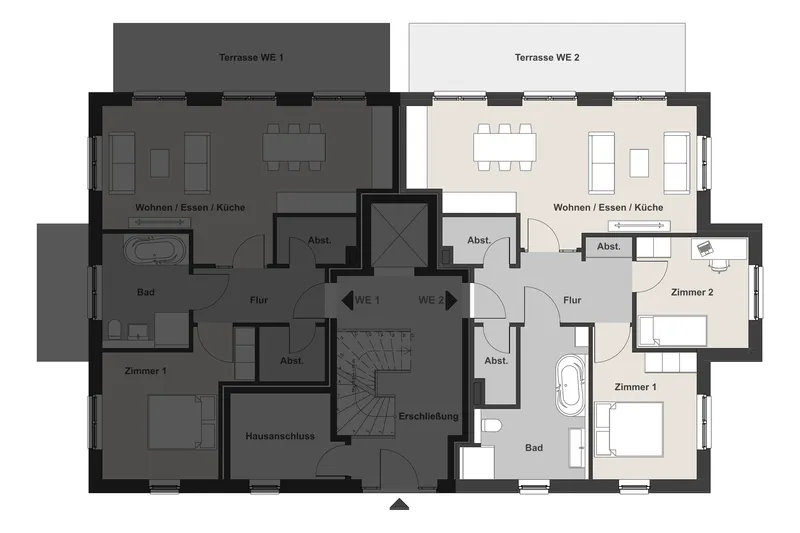 Terrasse WE 1
Terrasse WE 2
Wohnen / Essen / Küche
Wohnen / Essen / Küche
Abst.
Abst.
Abst.
Bad
Flur
WE 1
WE 2
Flur
Zimmer 2
Abst.
Abst.
Zimmer 1
Zimmer 1
Erschließung
Hausanschluss
Bad